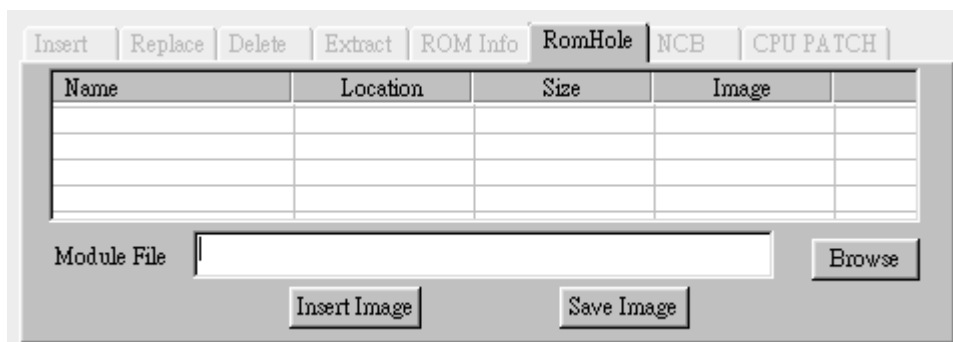 Insert Replace Delete Extract ROM Info RomHole NCB CPU PATCH
Name Location Size Image
Module File Browse
Insert Image Save Image